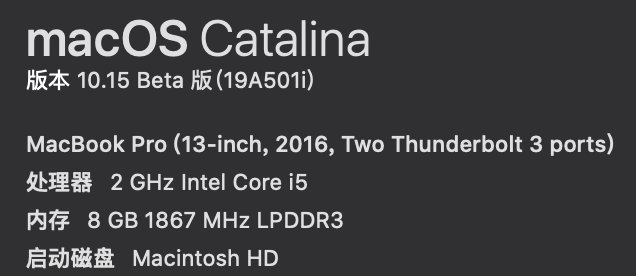 macOS Catalina
版本 10.15 Beta 版 (19A501i)
MacBook Pro (13-inch, 2016, Two Thunderbolt 3 ports)
处理器 2 GHz Intel Core i5
内存 8 GB 1867 MHz LPDDR3
启动磁盘 Macintosh HD